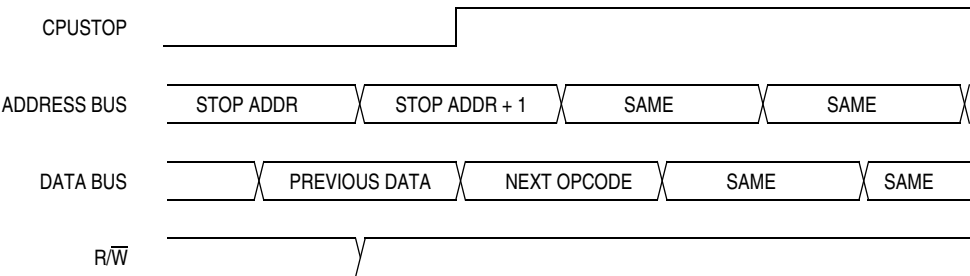 CPUSTOP
ADDRESS BUS STOP ADDR STOP ADDR + 1 SAME SAME
DATA BUS PREVIOUS DATA NEXT OPCODE SAME SAME
R/W̅